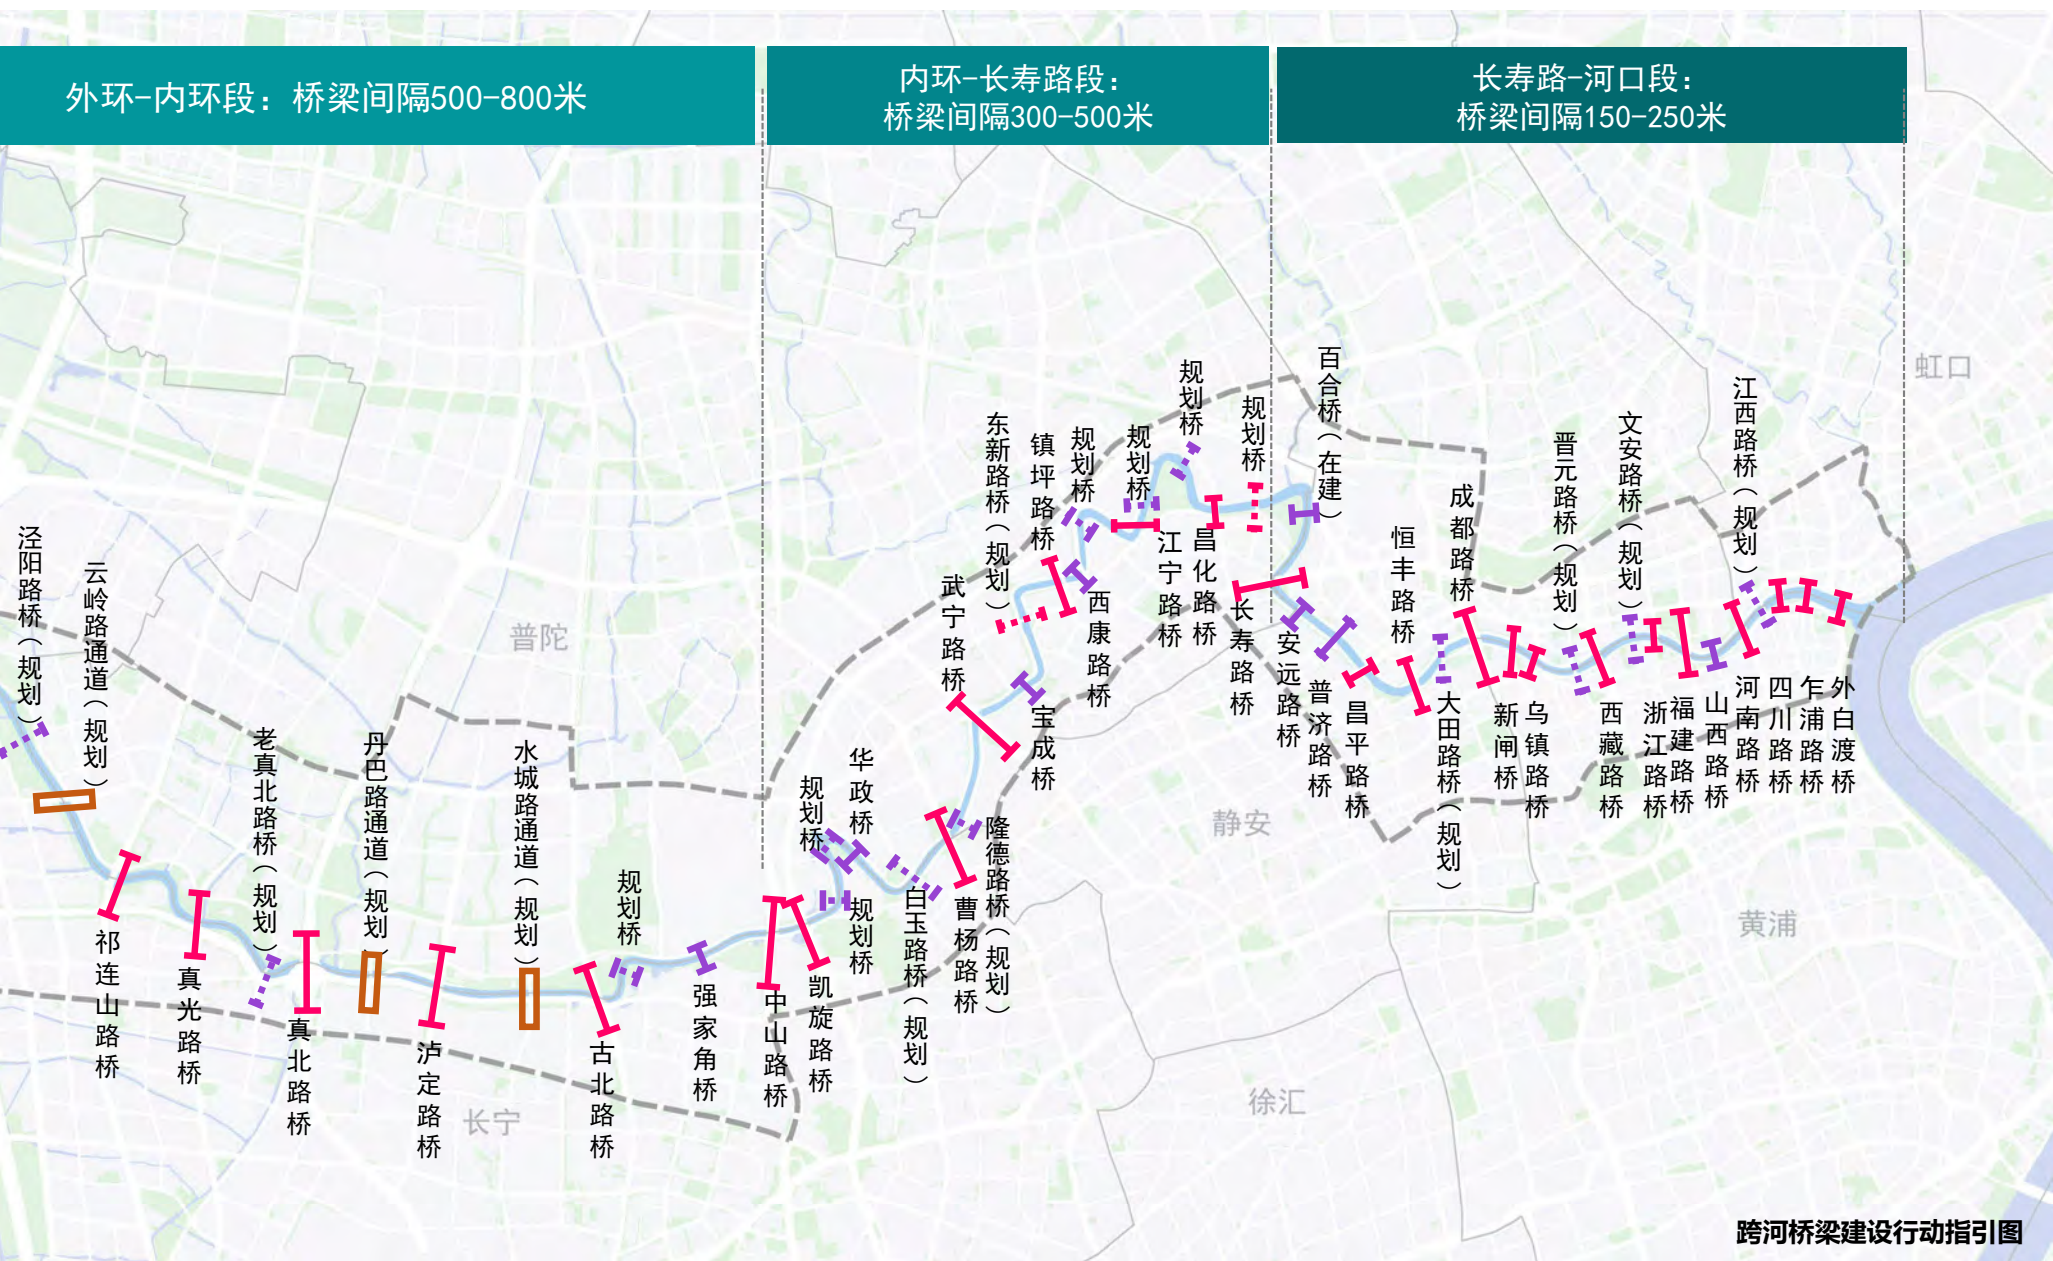 外环-内环段：桥梁间隔500-800米
内环-长寿路段：
桥梁间隔300-500米
长寿路-河口段：
桥梁间隔150-250米
泾阳路桥（规划）
云岭路通道（规划）
祁连山路桥
真光路桥
老真北路桥（规划）
真北路桥
丹巴路通道（规划）
泸定路桥
水城路通道（规划）
古北路桥
规划桥
强家角桥
中山路桥
凯旋路桥
规划桥
华政桥
规划桥
白玉路桥（规划）
曹杨路桥
隆德路桥（规划）
武宁路桥
宝成桥
东新路桥（规划）
镇坪路桥
西康路桥
规划桥
规划桥
江宁路桥
规划桥
昌化路桥
规划桥
长寿路桥
百合桥（在建）
安远路桥
普济路桥
昌平路桥
恒丰路桥
大田路桥（规划）
成都路桥
新闸桥
乌镇路桥
晋元路桥（规划）
西藏路桥
文安路桥（规划）
浙江路桥
福建路桥
山西路桥
河南路桥
江西路桥（规划）
四川路桥
乍浦路桥
外白渡桥
普陀
长宁
静安
徐汇
黄浦
虹口
跨河桥梁建设行动指引图